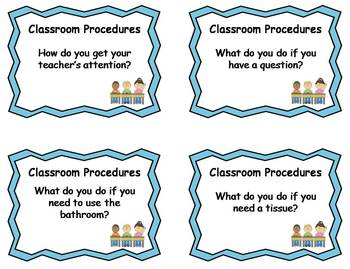 Classroom Procedures
How do you get your
teacher's attention?
Classroom Procedures
What do you do if you
have a question?
Classroom Procedures
What do you do if you
need to use the
bathroom?
Classroom Procedures
What do you do if you
need a tissue?